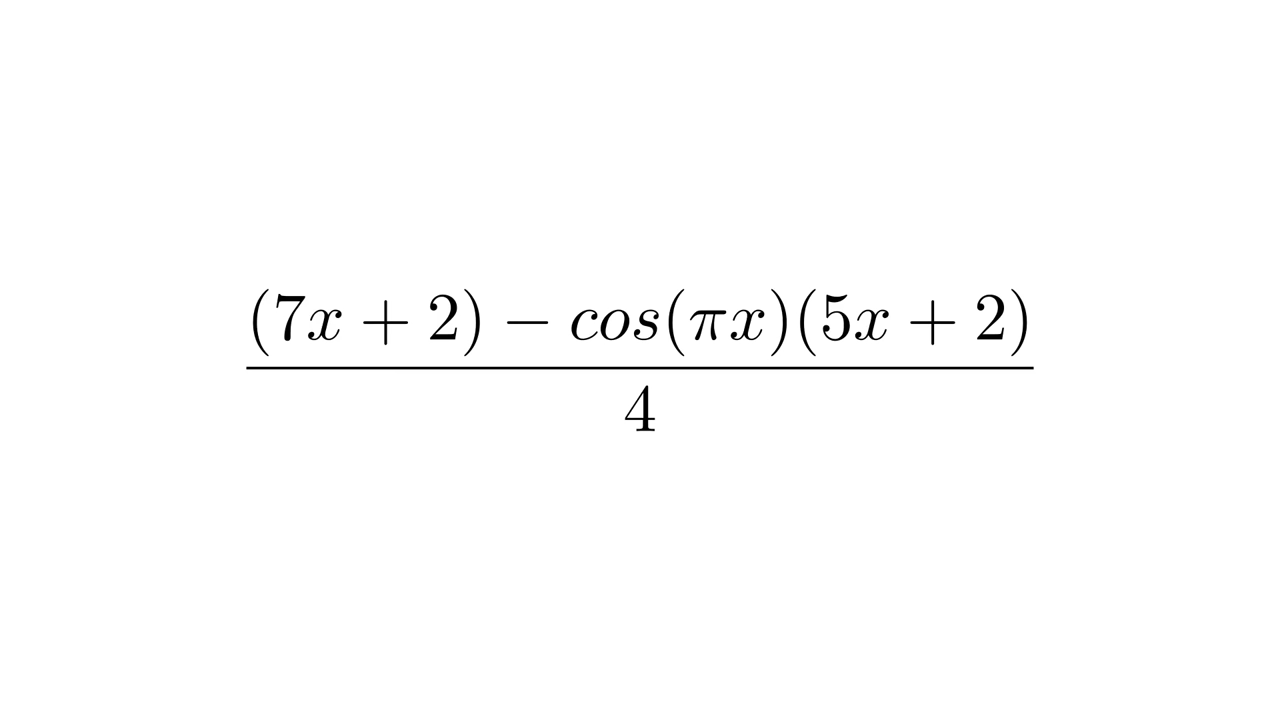 (7x + 2) − cos(πx)(5x + 2)
4